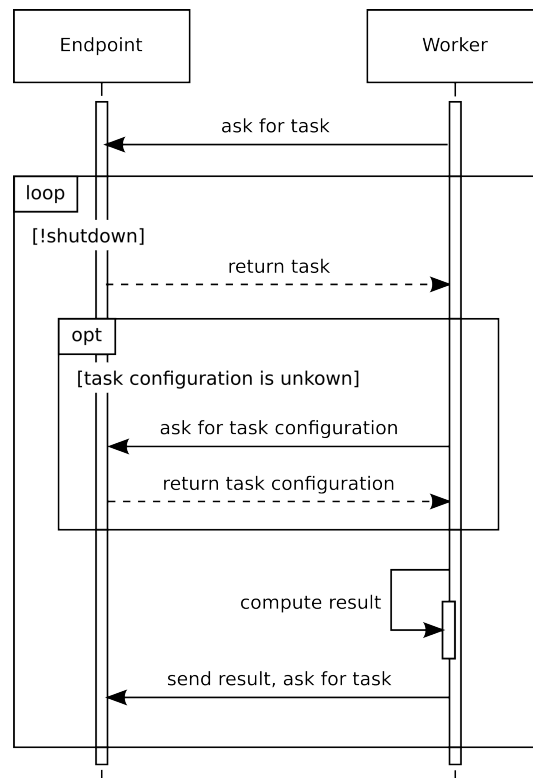 Endpoint
Worker
ask for task
loop
[!shutdown]
return task
opt
[task configuration is unkown]
ask for task configuration
return task configuration
compute result
send result, ask for task